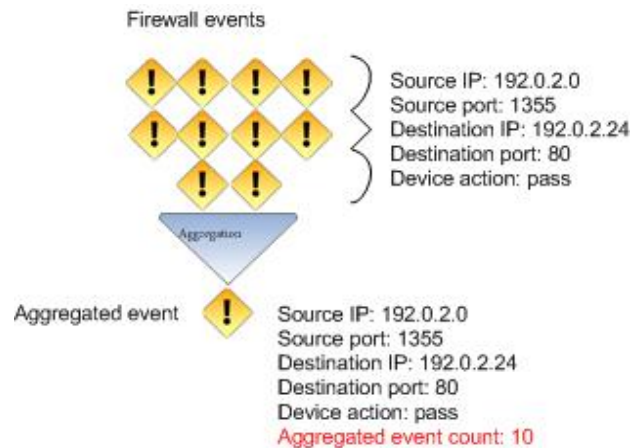 Firewall events
Source IP: 192.0.2.0
Source port: 1355
Destination IP: 192.0.2.24
Destination port: 80
Device action: pass
Aggregation
Aggregated event
Source IP: 192.0.2.0
Source port: 1355
Destination IP: 192.0.2.24
Destination port: 80
Device action: pass
Aggregated event count: 10